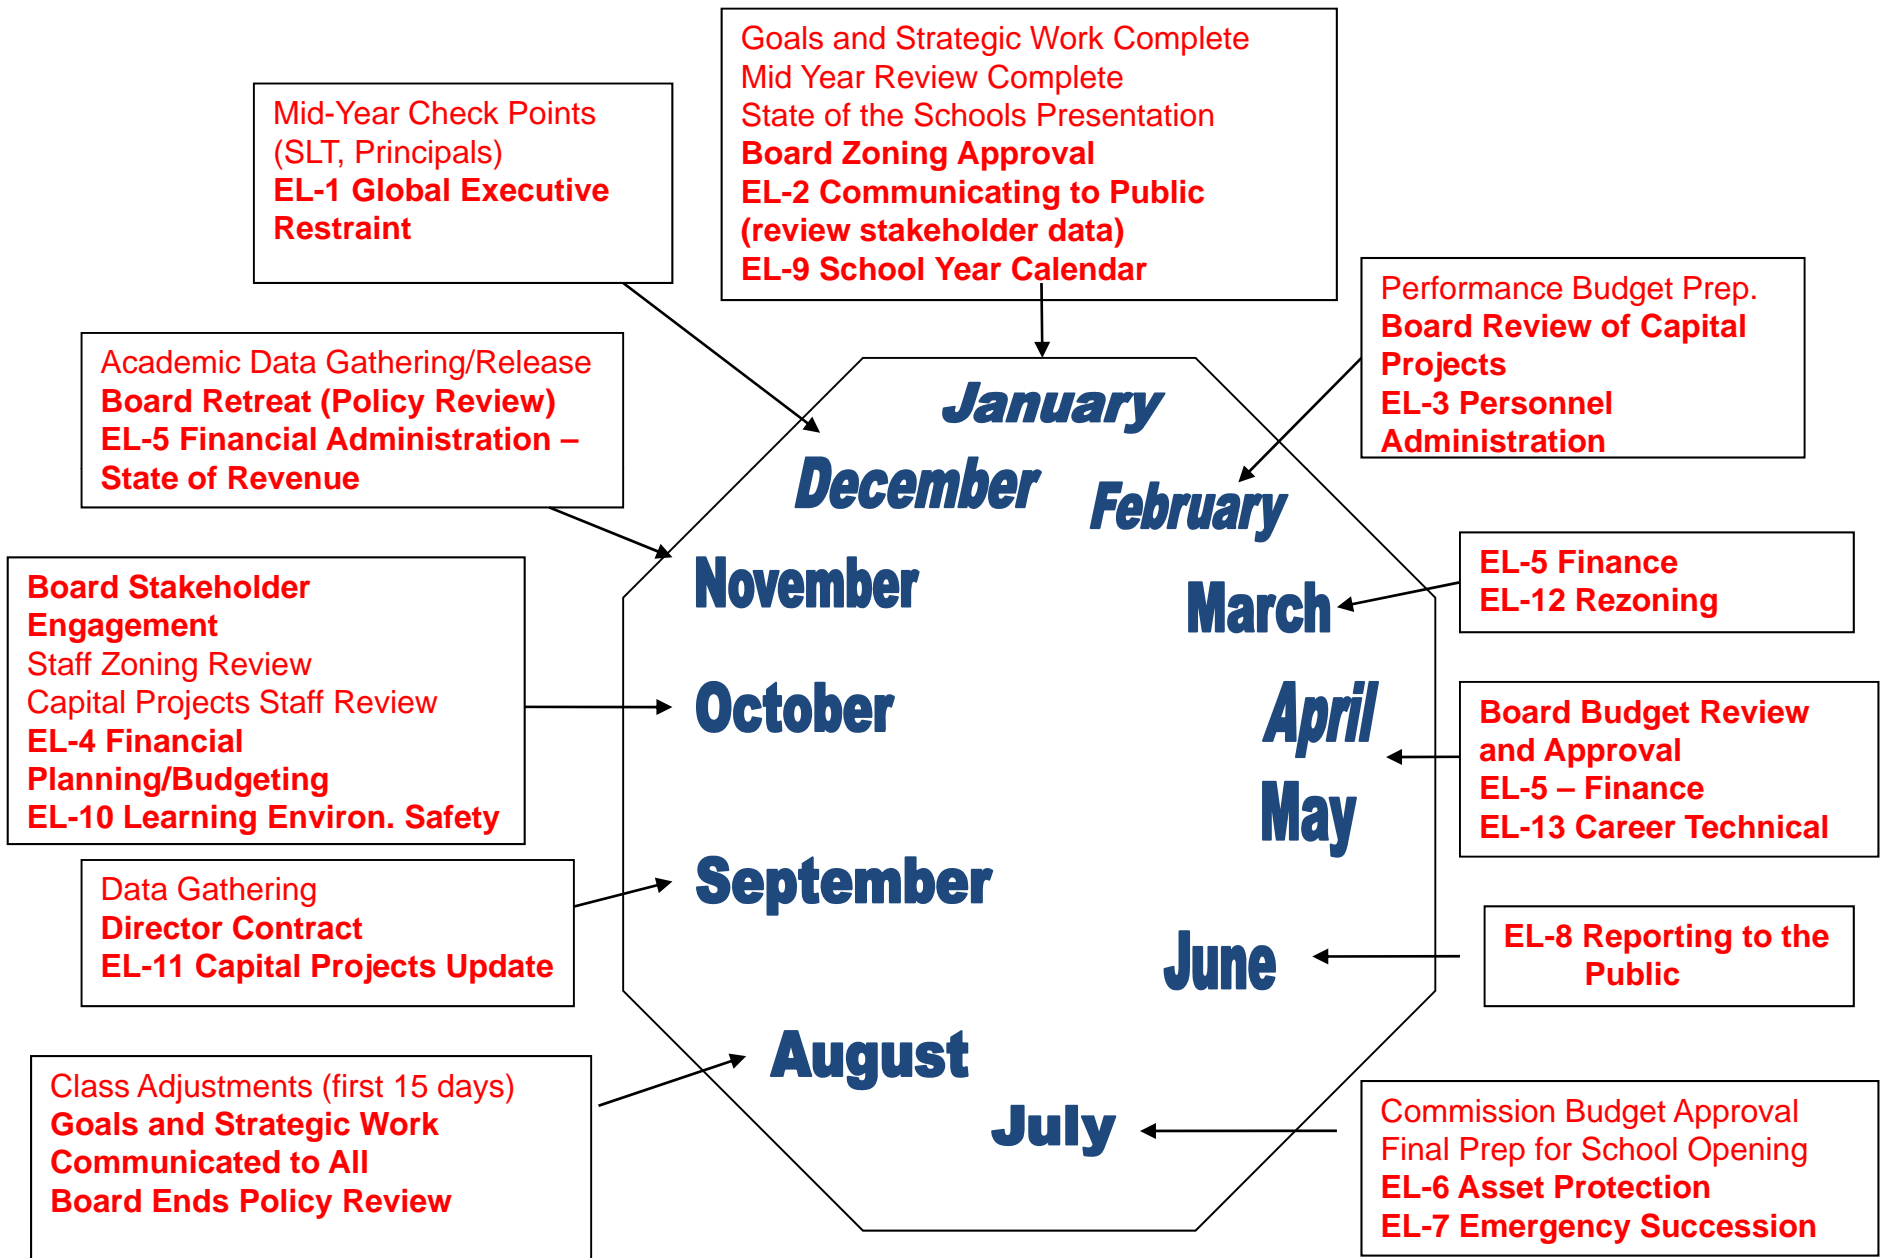 Goals and Strategic Work Complete
Mid Year Review Complete
State of the Schools Presentation
Board Zoning Approval
EL-2 Communicating to Public
(review stakeholder data)
EL-9 School Year Calendar
Mid-Year Check Points
(SLT, Principals)
EL-1 Global Executive
Restraint
Performance Budget Prep.
Board Review of Capital
Projects
EL-3 Personnel
Administration
Academic Data Gathering/Release
Board Retreat (Policy Review)
EL-5 Financial Administration –
State of Revenue
January
December
February
November
March
EL-5 Finance
EL-12 Rezoning
Board Stakeholder
Engagement
Staff Zoning Review
Capital Projects Staff Review
EL-4 Financial
Planning/Budgeting
EL-10 Learning Environ. Safety
October
April
May
Board Budget Review
and Approval
EL-5 – Finance
EL-13 Career Technical
Data Gathering
Director Contract
EL-11 Capital Projects Update
September
June
EL-8 Reporting to the
Public
Class Adjustments (first 15 days)
Goals and Strategic Work
Communicated to All
Board Ends Policy Review
August
July
Commission Budget Approval
Final Prep for School Opening
EL-6 Asset Protection
EL-7 Emergency Succession